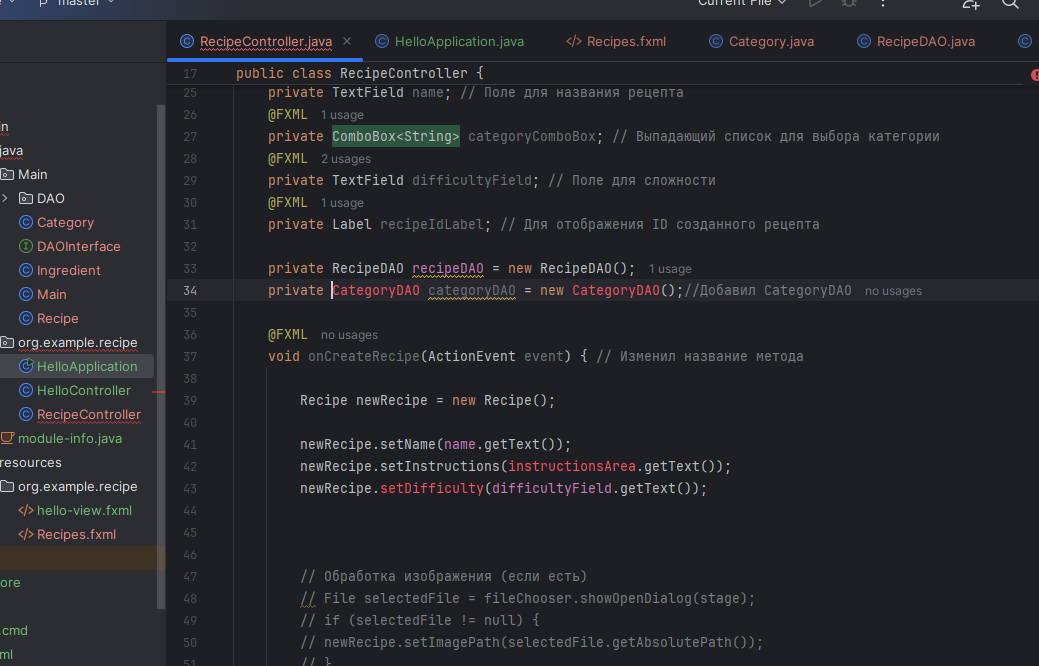 master
Current File
RecipeController.java
HelloApplication.java
</> Recipes.fxml
Category.java
RecipeDAO.java
in
java
Main
DAO
Category
DAOInterface
Ingredient
Main
Recipe
org.example.recipe
HelloApplication
HelloController
RecipeController
module-info.java
resources
org.example.recipe
</> hello-view.fxml
</> Recipes.fxml
ore
.cmd
ml
17 public class RecipeController {
25 private TextField name; // Поле для названия рецепта
26 @FXML 1 usage
27 private ComboBox<String> categoryComboBox; // Выпадающий список для выбора категории
28 @FXML 2 usages
29 private TextField difficultyField; // Поле для сложности
30 @FXML 1 usage
31 private Label recipeIdLabel; // Для отображения ID созданного рецепта
32
33 private RecipeDAO recipeDAO = new RecipeDAO(); 1 usage
34 private CategoryDAO categoryDAO = new CategoryDAO();//Добавил CategoryDAO no usages
35
36 @FXML no usages
37 void onCreateRecipe(ActionEvent event) { // Изменил название метода
38
39 Recipe newRecipe = new Recipe();
40
41 newRecipe.setName(name.getText());
42 newRecipe.setInstructions(instructionsArea.getText());
43 newRecipe.setDifficulty(difficultyField.getText());
44
45
46
47 // Обработка изображения (если есть)
48 // File selectedFile = fileChooser.showOpenDialog(stage);
49 // if (selectedFile != null) {
50 // newRecipe.setImagePath(selectedFile.getAbsolutePath());
51 // }